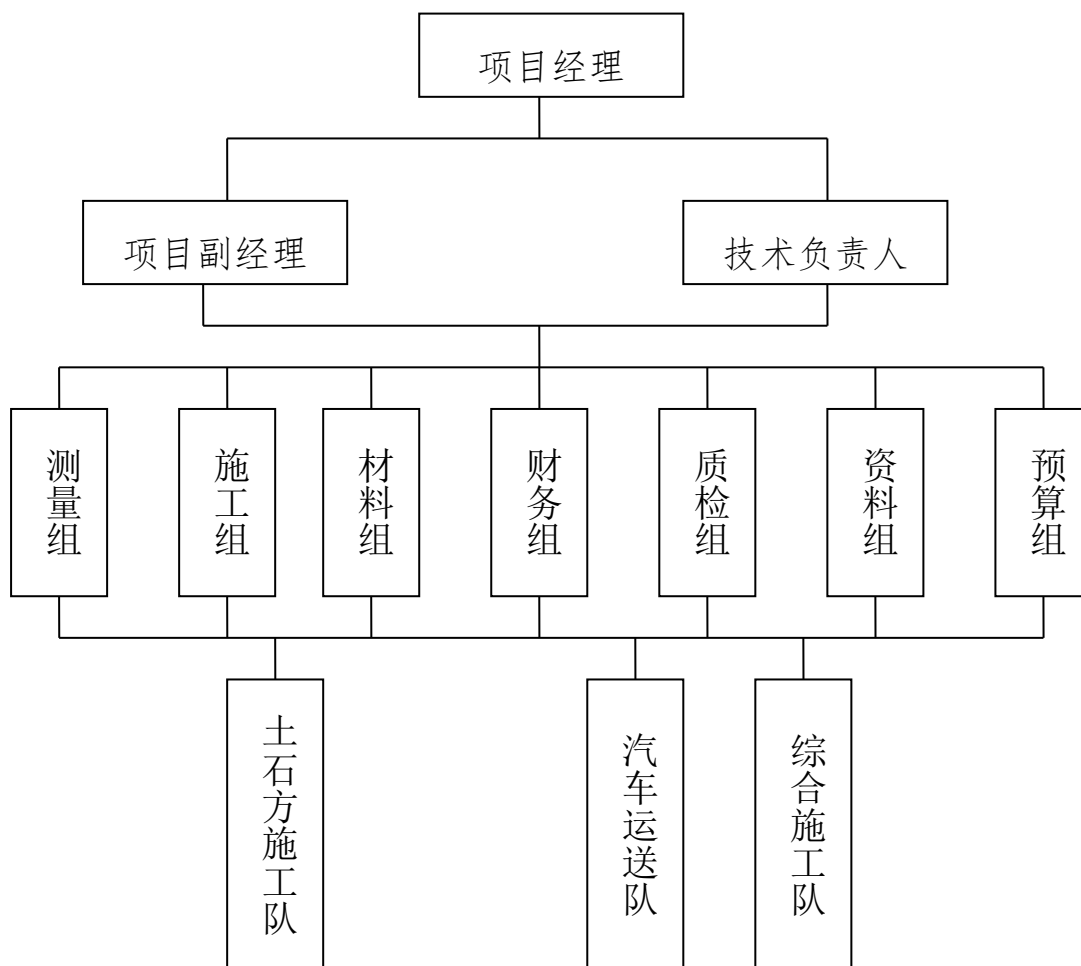 项目经理
项目副经理
技术负责人
测量组
施工组
材料组
财务组
质检组
资料组
预算组
土石方施工队
汽车运送队
综合施工队